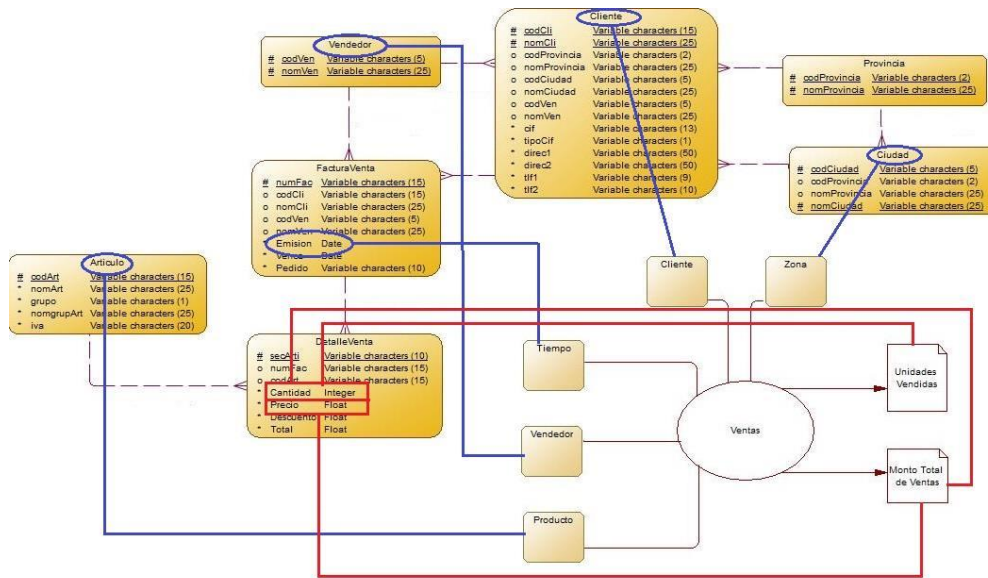 Cliente
# codCli Variable characters (15)
# nomCli Variable characters (25)
o codProvincia Variable characters (2)
o nomProvincia Variable characters (25)
o codCiudad Variable characters (5)
o nomCiudad Variable characters (25)
o codVen Variable characters (5)
o nomVen Variable characters (25)
* cif Variable characters (13)
* tipoCif Variable characters (1)
* direc1 Variable characters (50)
* direc2 Variable characters (50)
* tlf1 Variable characters (9)
* tlf2 Variable characters (10)
Vendedor
# codVen Variable characters (5)
# nomVen Variable characters (25)
Provincia
# codProvincia Variable characters (2)
# nomProvincia Variable characters (25)
Ciudad
# codCiudad Variable characters (5)
o codProvincia Variable characters (2)
o nomProvincia Variable characters (25)
# nomCiudad Variable characters (25)
FacturaVenta
# numFac Variable characters (15)
o codCli Variable characters (15)
o nomCli Variable characters (25)
o codVen Variable characters (5)
o nomVen Variable characters (25)
* Emision Date
* Vence Date
* Pedido Variable characters (10)
Articulo
# codArt Variable characters (15)
* nomArt Variable characters (25)
* grupo Variable characters (1)
* nomgrupArt Variable characters (25)
* iva Variable characters (20)
DetalleVenta
# secArti Variable characters (10)
o numFac Variable characters (15)
o codArt Variable characters (15)
* Cantidad Integer
* Precio Float
* Descuento Float
* Total Float
Cliente
Zona
Tiempo
Vendedor
Producto
Ventas
Unidades
Vendidas
Monto Total
de Ventas